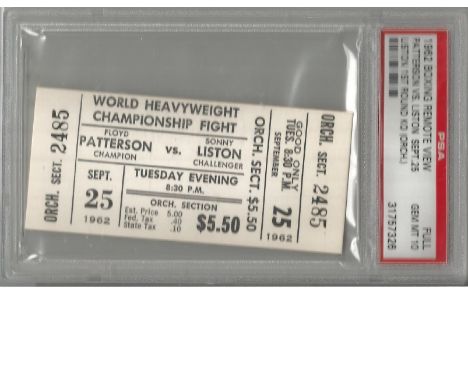 ORCH. SECT. 2485
WORLD HEAVYWEIGHT
CHAMPIONSHIP FIGHT
FLOYD
PATTERSON
CHAMPION
vs.
SONNY
LISTON
CHALLENGER
SEPT.
25
1962
TUESDAY EVENING
8:30 P.M.
ORCH. SECTION
Est. Price 5.00
Fed. Tax .40
State Tax .10
$5.50
ORCH. SECT. $5.50
GOOD ONLY
TUES. 8:30 P.M.
SEPTEMBER
25
1962
ORCH. SECT. 2485
PSA
1962 BOXING REMOTE VIEW FULL
PATTERSON VS. LISTON SEPT.25
LISTON 1ST ROUND KO (ORCH.) GEM MT 10
31757326